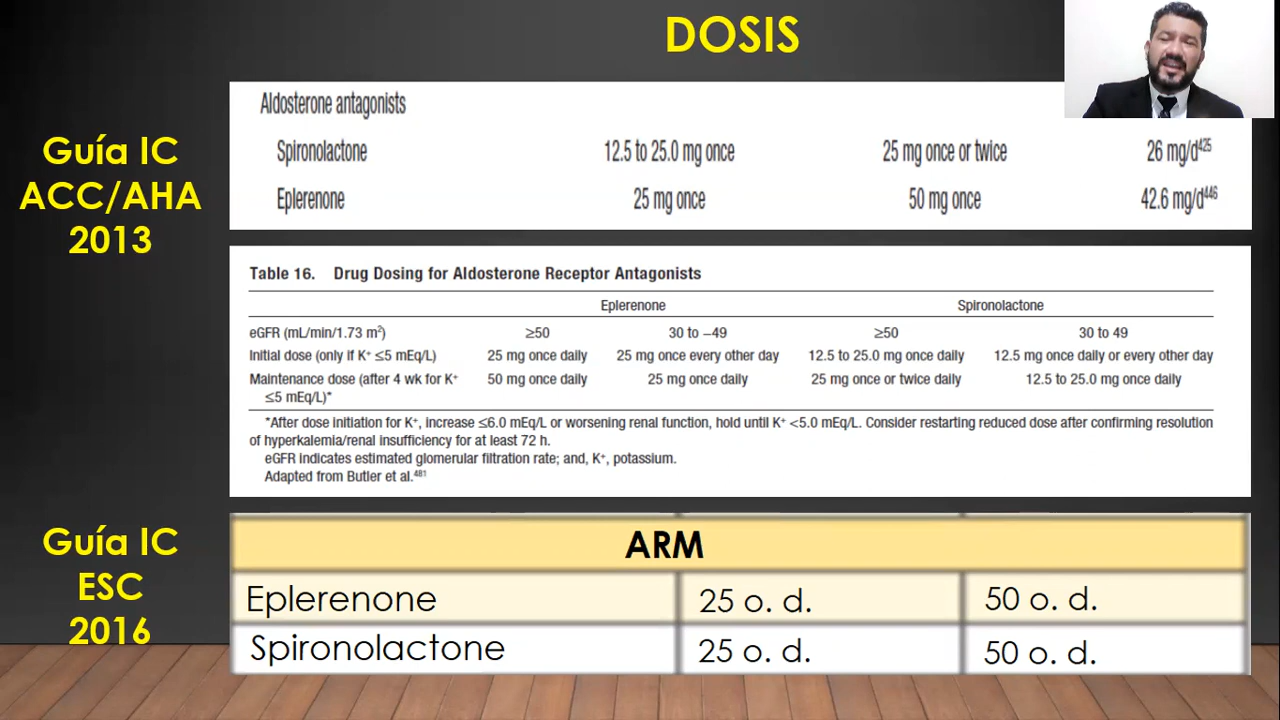 DOSIS
Guía IC
ACC/AHA
2013
Aldosterone antagonists
Spironolactone 12.5 to 25.0 mg once 25 mg once or twice 26 mg/d425
Eplerenone 25 mg once 50 mg once 42.6 mg/d446
Table 16. Drug Dosing for Aldosterone Receptor Antagonists
Eplerenone Spironolactone
eGFR (mL/min/1.73 m2) ≥50 30 to –49 ≥50 30 to 49
Initial dose (only if K+ ≤5 mEq/L) 25 mg once daily 25 mg once every other day 12.5 to 25.0 mg once daily 12.5 mg once daily or every other day
Maintenance dose (after 4 wk for K+ 50 mg once daily 25 mg once daily 25 mg once or twice daily 12.5 to 25.0 mg once daily
≤5 mEq/L)*
*After dose initiation for K+, increase ≤6.0 mEq/L or worsening renal function, hold until K+ <5.0 mEq/L. Consider restarting reduced dose after confirming resolution
of hyperkalemia/renal insufficiency for at least 72 h.
eGFR indicates estimated glomerular filtration rate; and, K+, potassium.
Adapted from Butler et al.481
Guía IC
ESC
2016
ARM
Eplerenone 25 o. d. 50 o. d.
Spironolactone 25 o. d. 50 o. d.